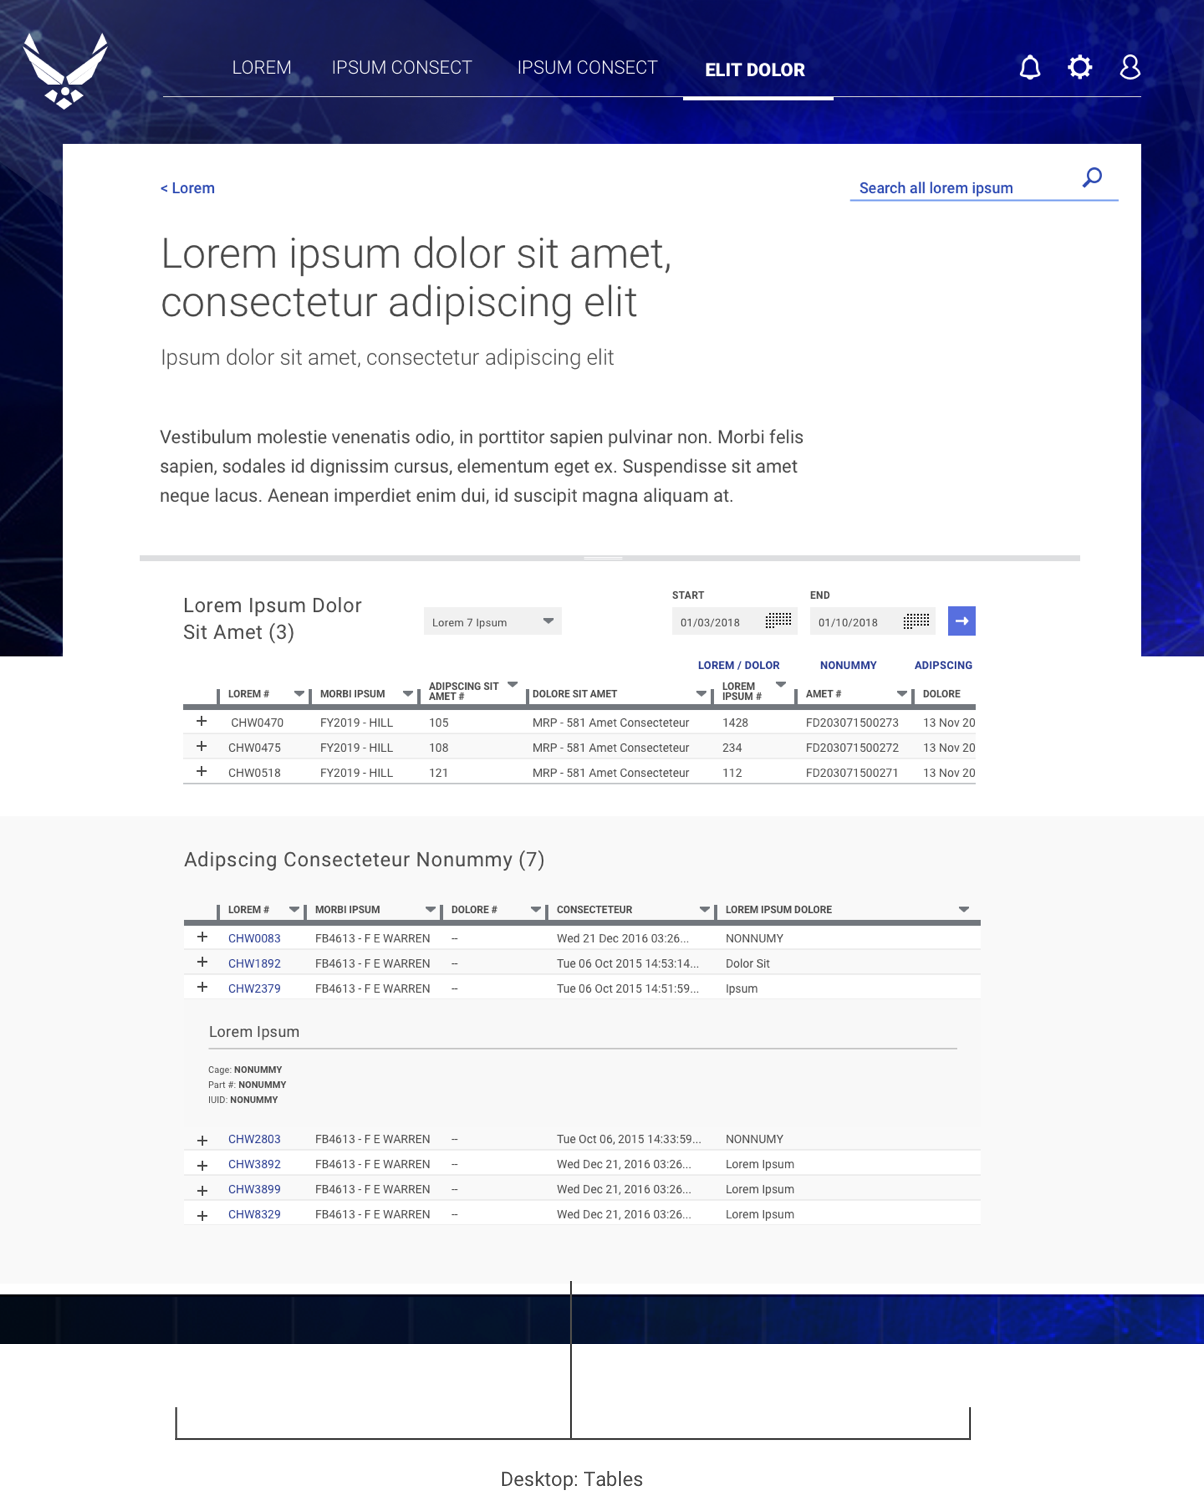 LOREM IPSUM CONSECT IPSUM CONSECT ELIT DOLOR
< Lorem
Search all lorem ipsum
Lorem ipsum dolor sit amet,
consectetur adipiscing elit
Ipsum dolor sit amet, consectetur adipiscing elit
Vestibulum molestie venenatis odio, in porttitor sapien pulvinar non. Morbi felis
sapien, sodales id dignissim cursus, elementum eget ex. Suspendisse sit amet
neque lacus. Aenean imperdiet enim dui, id suscipit magna aliquam at.
Lorem Ipsum Dolor
Sit Amet (3)
Lorem 7 Ipsum
START END
01/03/2018 01/10/2018
LOREM / DOLOR NONUMMY ADIPSCING
LOREM # MORBI IPSUM ADIPSCING SIT AMET # DOLORE SIT AMET LOREM IPSUM # AMET # DOLORE
+ CHW0470 FY2019 - HILL 105 MRP - 581 Amet Consecteteur 1428 FD203071500273 13 Nov 20
+ CHW0475 FY2019 - HILL 108 MRP - 581 Amet Consecteteur 234 FD203071500272 13 Nov 20
+ CHW0518 FY2019 - HILL 121 MRP - 581 Amet Consecteteur 112 FD203071500271 13 Nov 20
Adipscing Consecteteur Nonummy (7)
LOREM # MORBI IPSUM DOLORE # CONSECTETEUR LOREM IPSUM DOLORE
+ CHW0083 FB4613 - F E WARREN -- Wed 21 Dec 2016 03:26... NONNUMY
+ CHW1892 FB4613 - F E WARREN -- Tue 06 Oct 2015 14:53:14... Dolor Sit
+ CHW2379 FB4613 - F E WARREN -- Tue 06 Oct 2015 14:51:59... Ipsum
Lorem Ipsum
Cage: NONUMMY
Part #: NONUMMY
IUID: NONUMMY
+ CHW2803 FB4613 - F E WARREN -- Tue Oct 06, 2015 14:33:59... NONNUMY
+ CHW3892 FB4613 - F E WARREN -- Wed Dec 21, 2016 03:26... Lorem Ipsum
+ CHW3899 FB4613 - F E WARREN -- Wed Dec 21, 2016 03:26... Lorem Ipsum
+ CHW8329 FB4613 - F E WARREN -- Wed Dec 21, 2016 03:26... Lorem Ipsum
Desktop: Tables